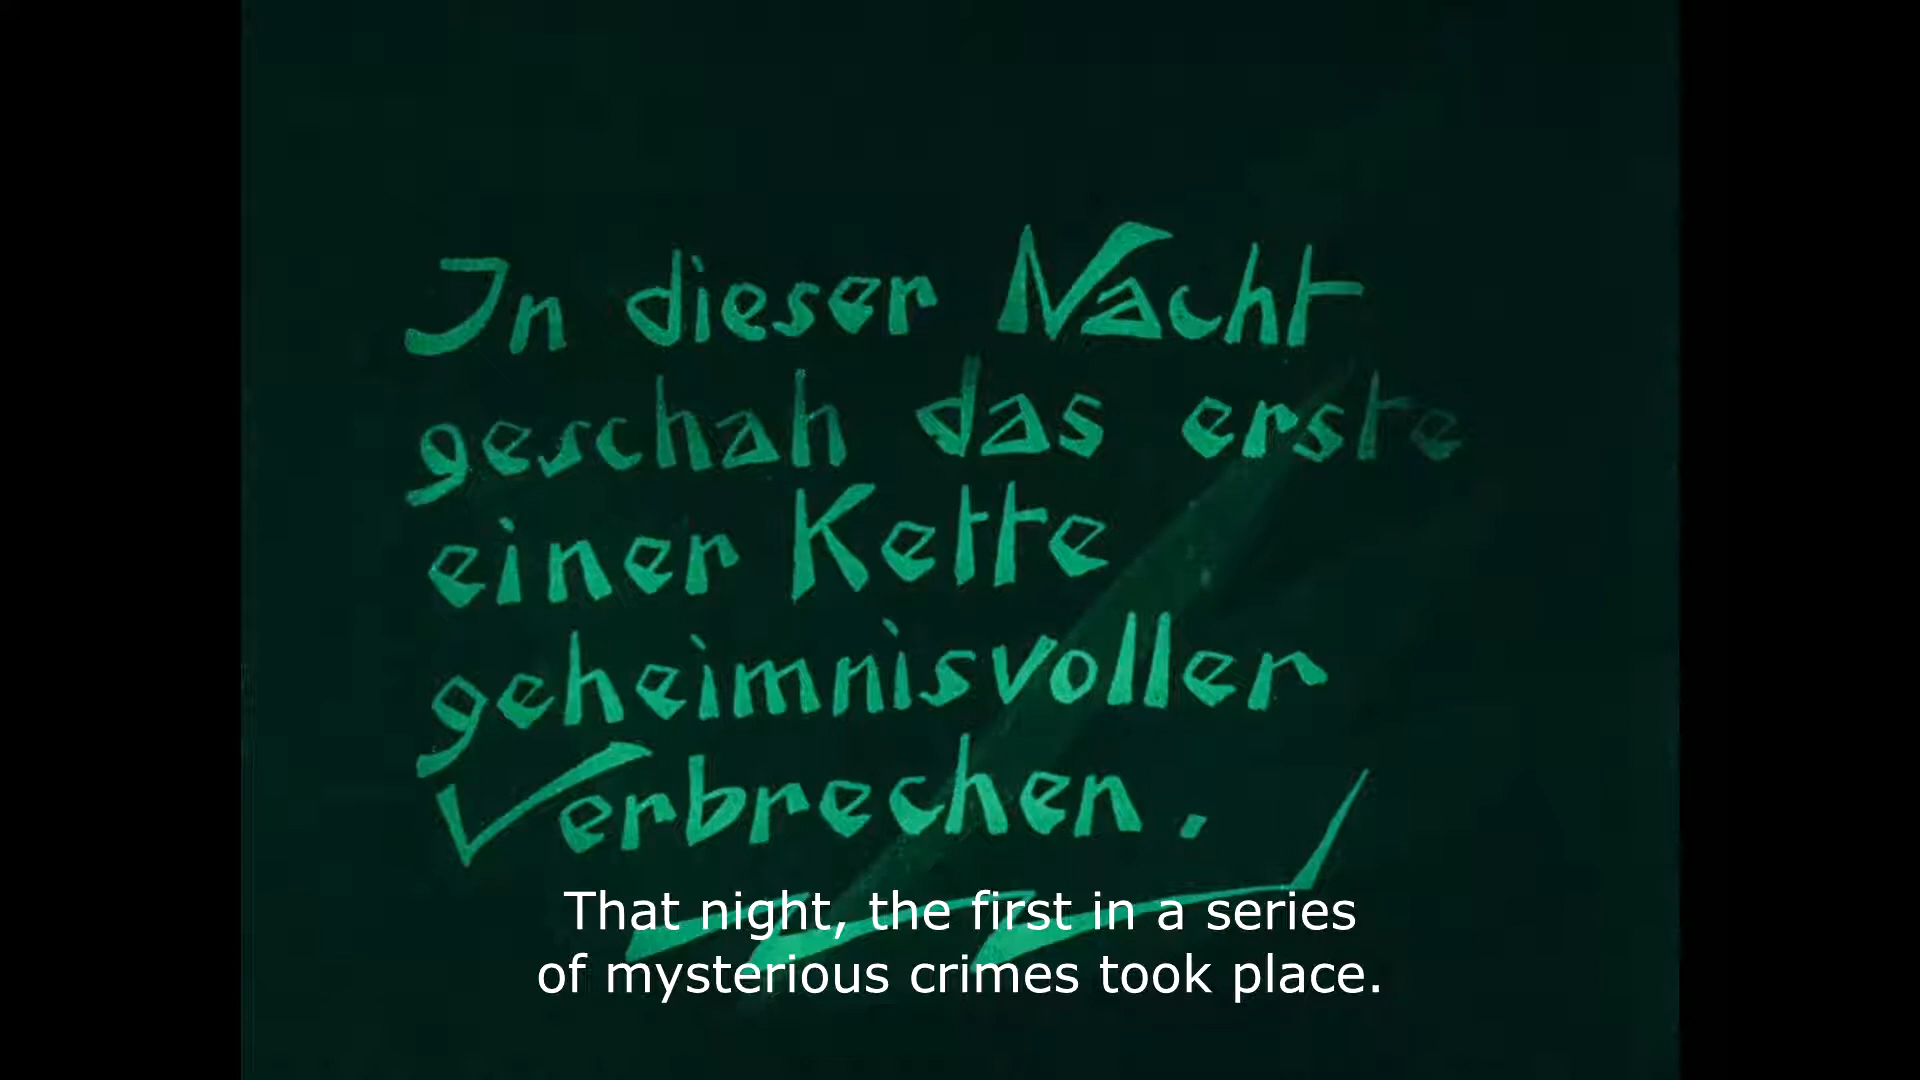 In dieser Nacht
geschah das erste
einer Kette
geheimnisvoller
Verbrechen.
That night, the first in a series
of mysterious crimes took place.